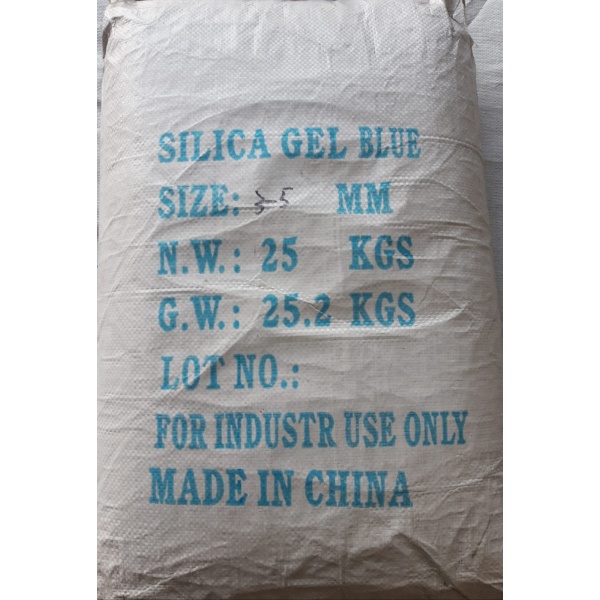 SILICA GEL BLUE
SIZE: 3-5 MM
N.W.: 25 KGS
G.W.: 25.2 KGS
LOT NO.:
FOR INDUSTR USE ONLY
MADE IN CHINA